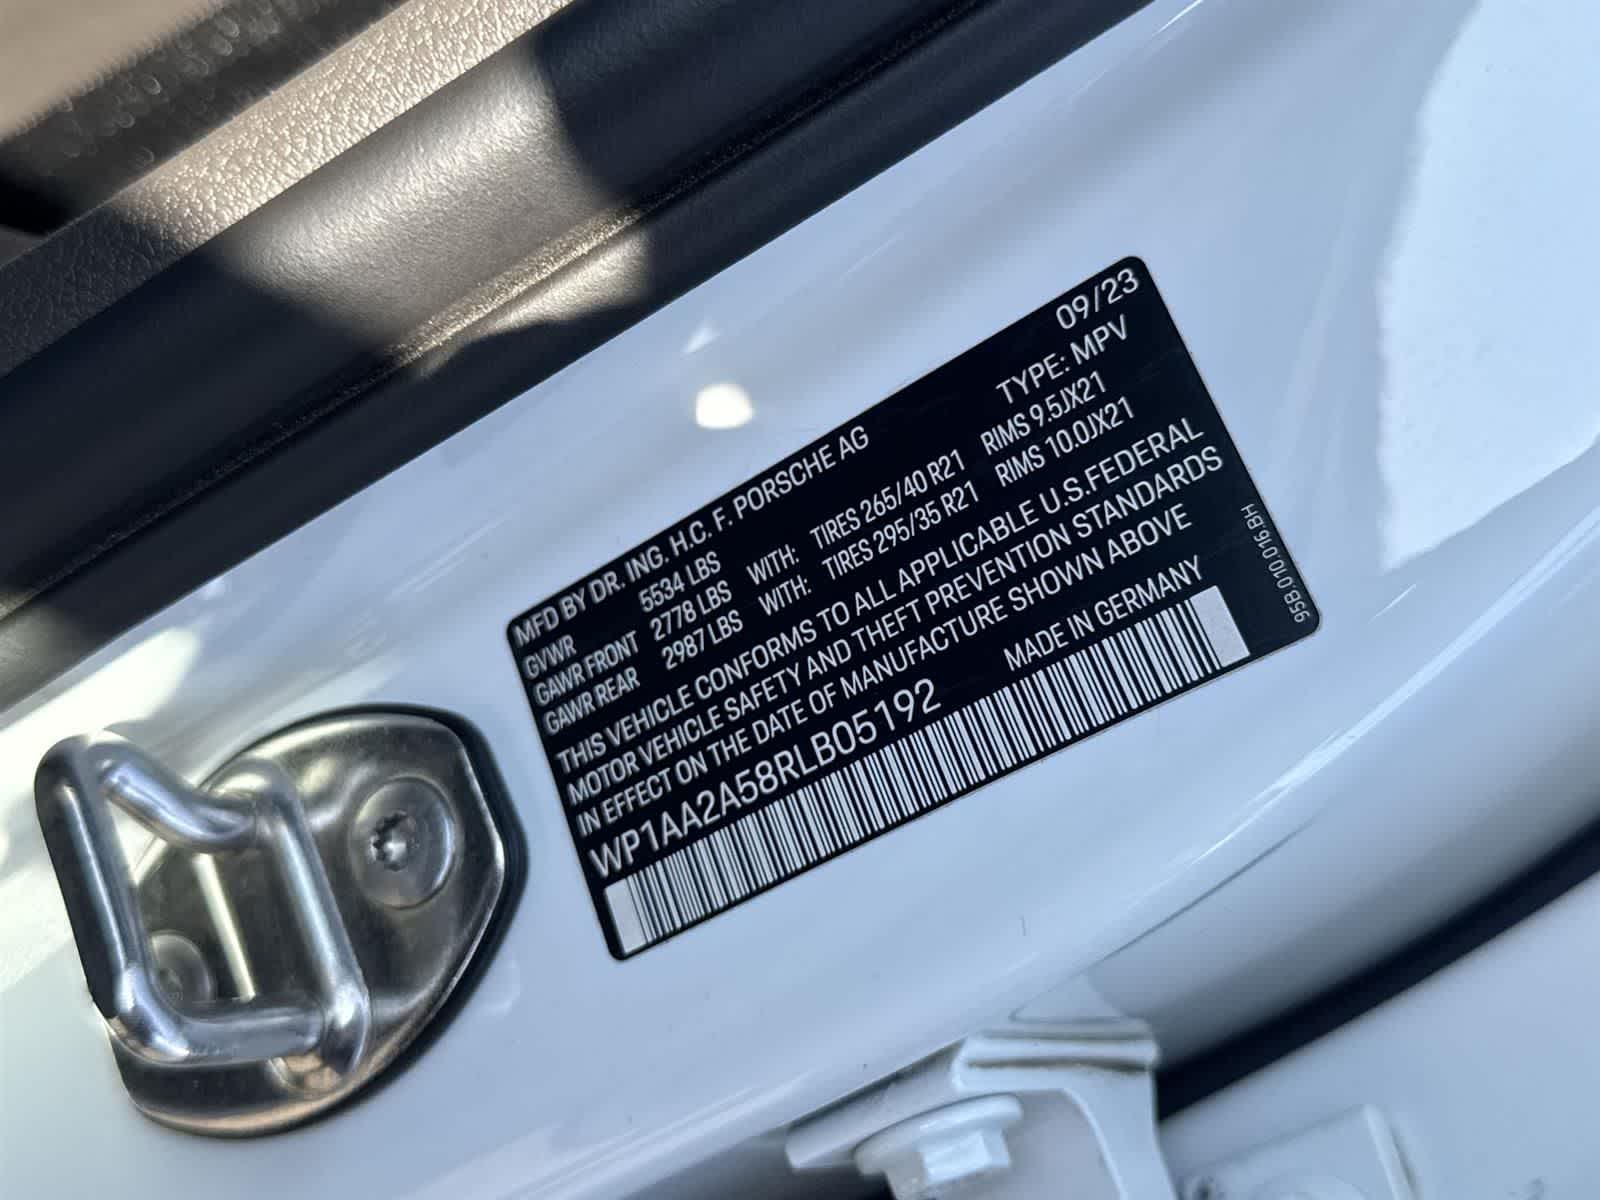 09/23
MFD BY DR. ING. H.C. F. PORSCHE AG
GVWR 5534 LBS TYPE: MPV
GAWR FRONT 2778 LBS WITH: TIRES 265/40 R21 RIMS 9.5JX21
GAWR REAR 2987 LBS WITH: TIRES 295/35 R21 RIMS 10.0JX21
THIS VEHICLE CONFORMS TO ALL APPLICABLE U.S.FEDERAL
MOTOR VEHICLE SAFETY AND THEFT PREVENTION STANDARDS
IN EFFECT ON THE DATE OF MANUFACTURE SHOWN ABOVE
WP1AA2A58RLB05192 MADE IN GERMANY
95B.010.016.BH